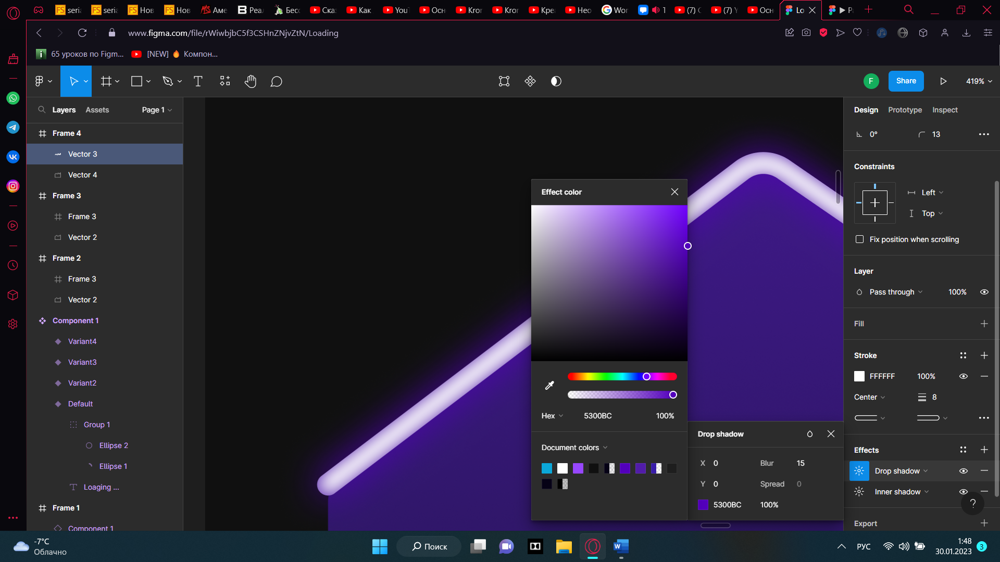 seri
seri
Нов
Нов
Аме
Реа
Бесс
Ска
Как
YouT
Осн
Kror
Kror
Кре
Нео
Wor
1
(7) C
(7) Y
Осн
Lo
www.figma.com/file/rWiwbjbC5f3CSHnZNjvZtN/Loading
65 уроков по Figm...
[NEW] 🔥 Компон...
F
Share
419%
Layers
Assets
Page 1
Design
Prototype
Inspect
Frame 4
Vector 3
Vector 4
Frame 3
Frame 3
Vector 2
Frame 2
Frame 3
Vector 2
Component 1
Variant4
Variant3
Variant2
Default
Group 1
Ellipse 2
Ellipse 1
Loaging ...
Frame 1
Component 1
Effect color
Hex
5300BC
100%
Document colors
Drop shadow
X 0
Blur 15
Y 0
Spread 0
5300BC 100%
0°
13
Constraints
Left
Top
Fix position when scrolling
Layer
Pass through
100%
Fill
Stroke
FFFFFF 100%
Center
8
Effects
Drop shadow
Inner shadow
?
Export
-7°C
Облачно
Поиск
РУС
1:48
30.01.2023
3